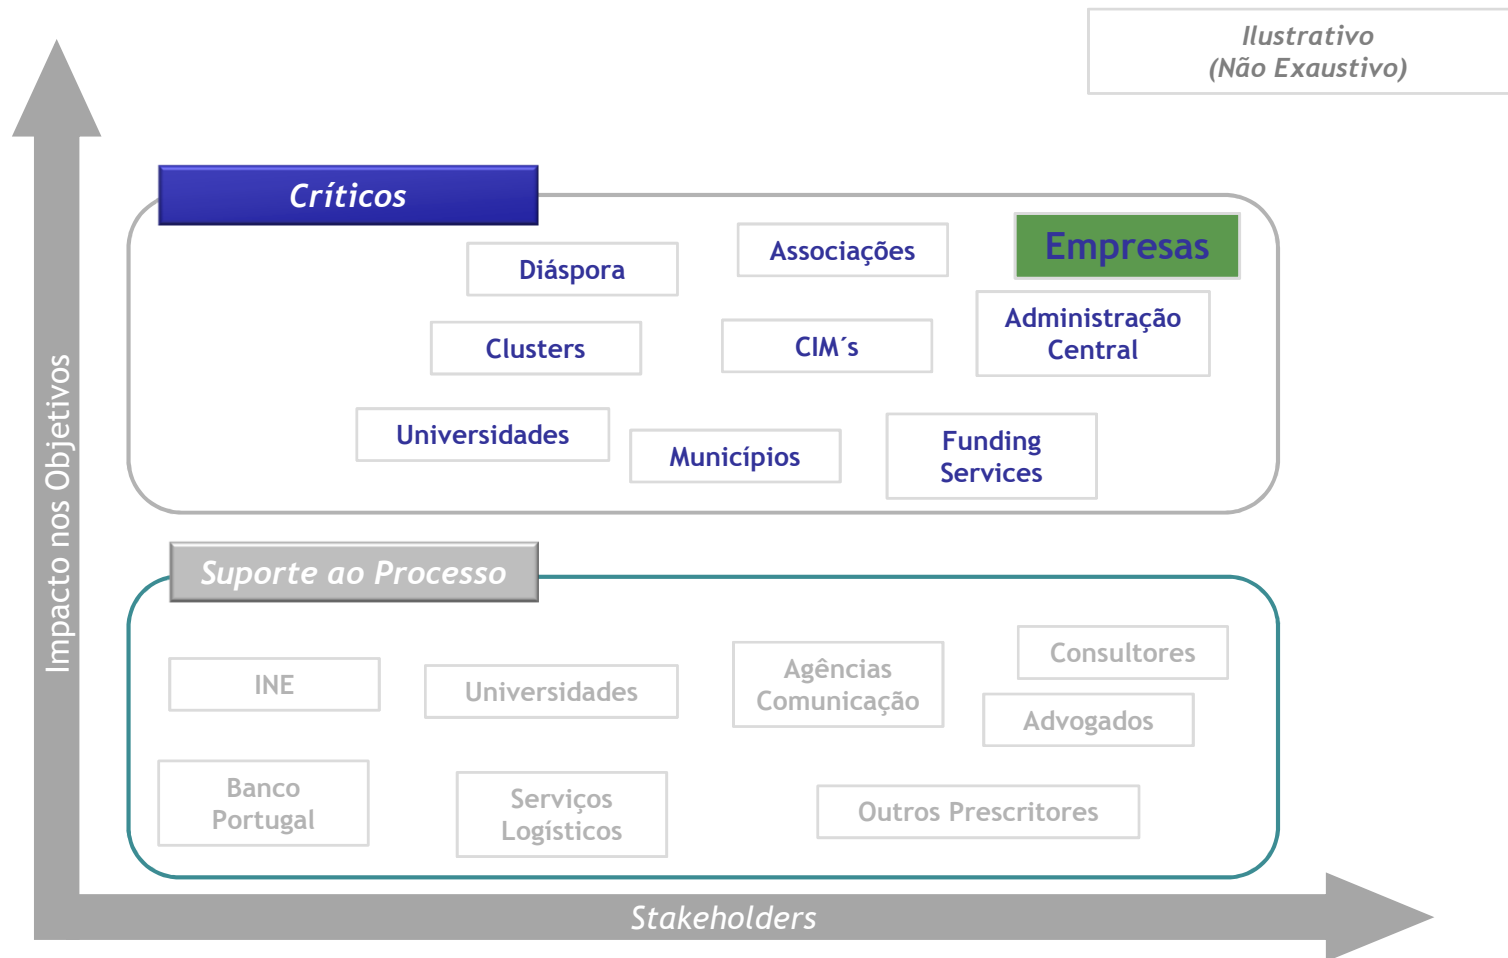 Ilustrativo
(Não Exaustivo)
Críticos
Empresas
Associações
Diáspora
Administração
Central
CIM´s
Clusters
Universidades
Municípios
Funding
Services
Impacto nos Objetivos
Suporte ao Processo
Consultores
INE
Universidades
Agências
Comunicação
Advogados
Banco
Portugal
Serviços
Logísticos
Outros Prescritores
Stakeholders